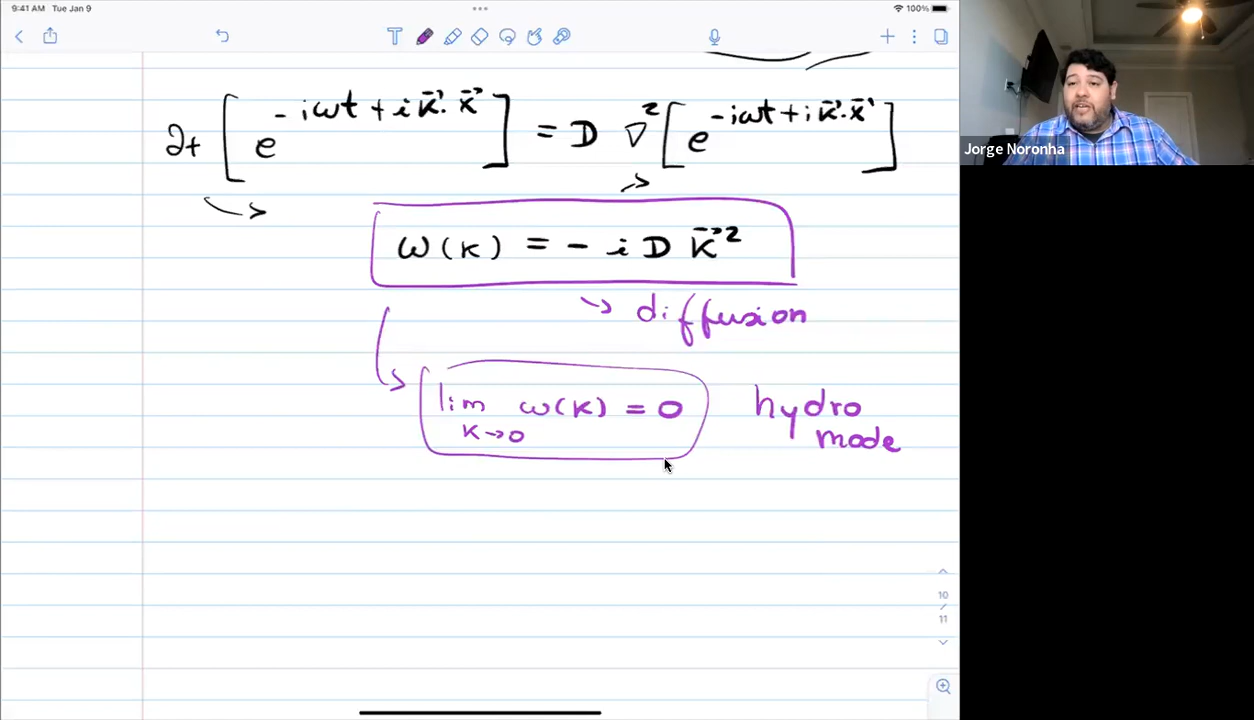 9:41 AM Tue Jan 9
100%
∂t [ e^{-iωt + i k⃗·x⃗} ] = D ∇² [ e^{-iωt + i k⃗·x⃗} ]
Jorge Noronha
ω(k) = - i D k⃗²
→ diffusion
lim ω(k) = 0
k→0
hydro
mode
10
/
11